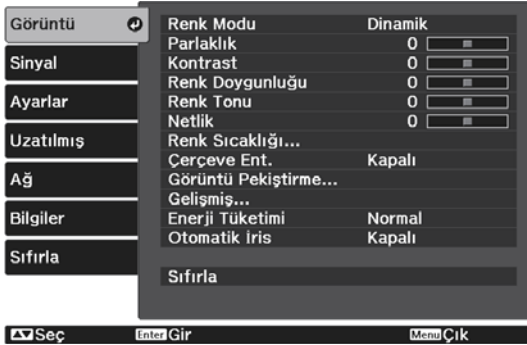 Görüntü
Sinyal
Ayarlar
Uzatılmış
Ağ
Bilgiler
Sıfırla
Renk Modu Dinamik
Parlaklık 0
Kontrast 0
Renk Doygunluğu 0
Renk Tonu 0
Netlik 0
Renk Sıcaklığı...
Çerçeve Ent. Kapalı
Görüntü Pekiştirme...
Gelişmiş...
Enerji Tüketimi Normal
Otomatik İris Kapalı
Sıfırla
Seç Enter Gir Menu Çık